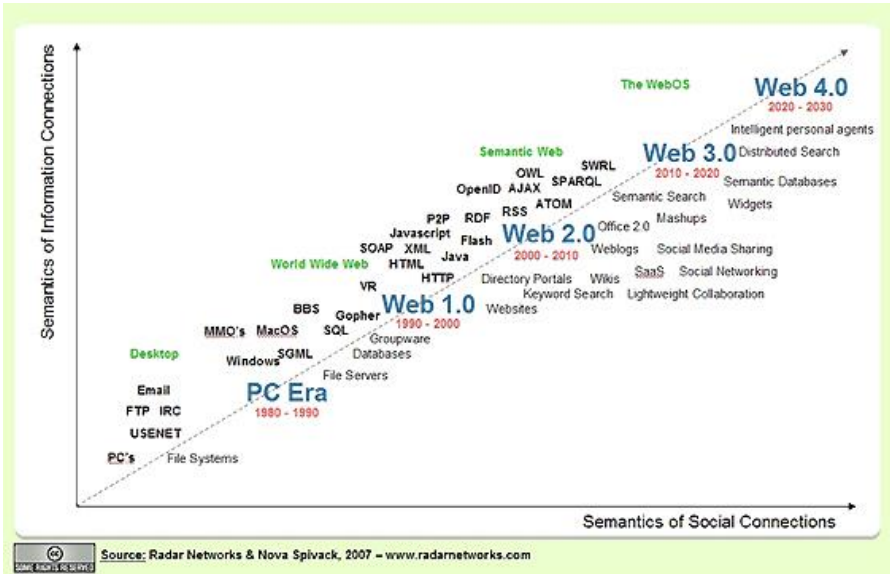 Semantics of Information Connections
The WebOS
Web 4.0
2020 - 2030
Intelligent personal agents
Semantic Web
Web 3.0
Distributed Search
2010 - 2020
SWRL
OWL
SPARQL
Semantic Databases
OpenID
AJAX
Semantic Search
Widgets
ATOM
RSS
P2P
RDF
Mashups
Javascript
Flash
Web 2.0
Office 2.0
2000 - 2010
SOAP
XML
Java
Weblogs
Social Media Sharing
World Wide Web
HTML
HTTP
Directory Portals
Wikis
SaaS
Social Networking
VR
Keyword Search
Lightweight Collaboration
BBS
Gopher
Web 1.0
Websites
1990 - 2000
MMO's
MacOS
SQL
Groupware
Desktop
Windows
SGML
Databases
File Servers
Email
PC Era
1980 - 1990
FTP
IRC
USENET
PC's
File Systems
Semantics of Social Connections
cc
SOME RIGHTS RESERVED
Source: Radar Networks & Nova Spivack, 2007 – www.radarnetworks.com